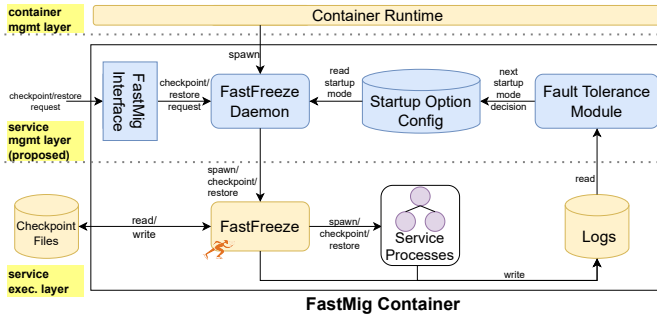 container
mgmt layer
Container Runtime
spawn
checkpoint/restore
request
FastMig
Interface
checkpoint/
restore
request
FastFreeze
Daemon
read
startup
mode
Startup Option
Config
next
startup
mode
decision
Fault Tolerance
Module
service
mgmt layer
(proposed)
spawn/
checkpoint/
restore
read
Checkpoint
Files
read/
write
FastFreeze
spawn/
checkpoint/
restore
Service
Processes
Logs
write
service
exec. layer
FastMig Container